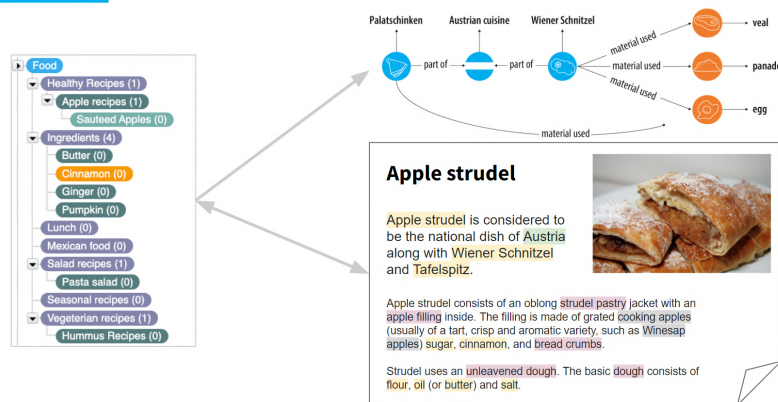 Food
Healthy Recipes (1)
Apple recipes (1)
Sauteed Apples (0)
Ingredients (4)
Butter (0)
Cinnamon (0)
Ginger (0)
Pumpkin (0)
Lunch (0)
Mexican food (0)
Salad recipes (1)
Pasta salad (0)
Seasonal recipes (0)
Vegeterian recipes (1)
Hummus Recipes (0)
Palatschinken
Austrian cuisine
Wiener Schnitzel
veal
part of
part of
material used
material used
material used
panade
egg
material used
Apple strudel
Apple strudel is considered to
be the national dish of Austria
along with Wiener Schnitzel
and Tafelspitz.
Apple strudel consists of an oblong strudel pastry jacket with an
apple filling inside. The filling is made of grated cooking apples
(usually of a tart, crisp and aromatic variety, such as Winesap
apples) sugar, cinnamon, and bread crumbs.
Strudel uses an unleavened dough. The basic dough consists of
flour, oil (or butter) and salt.